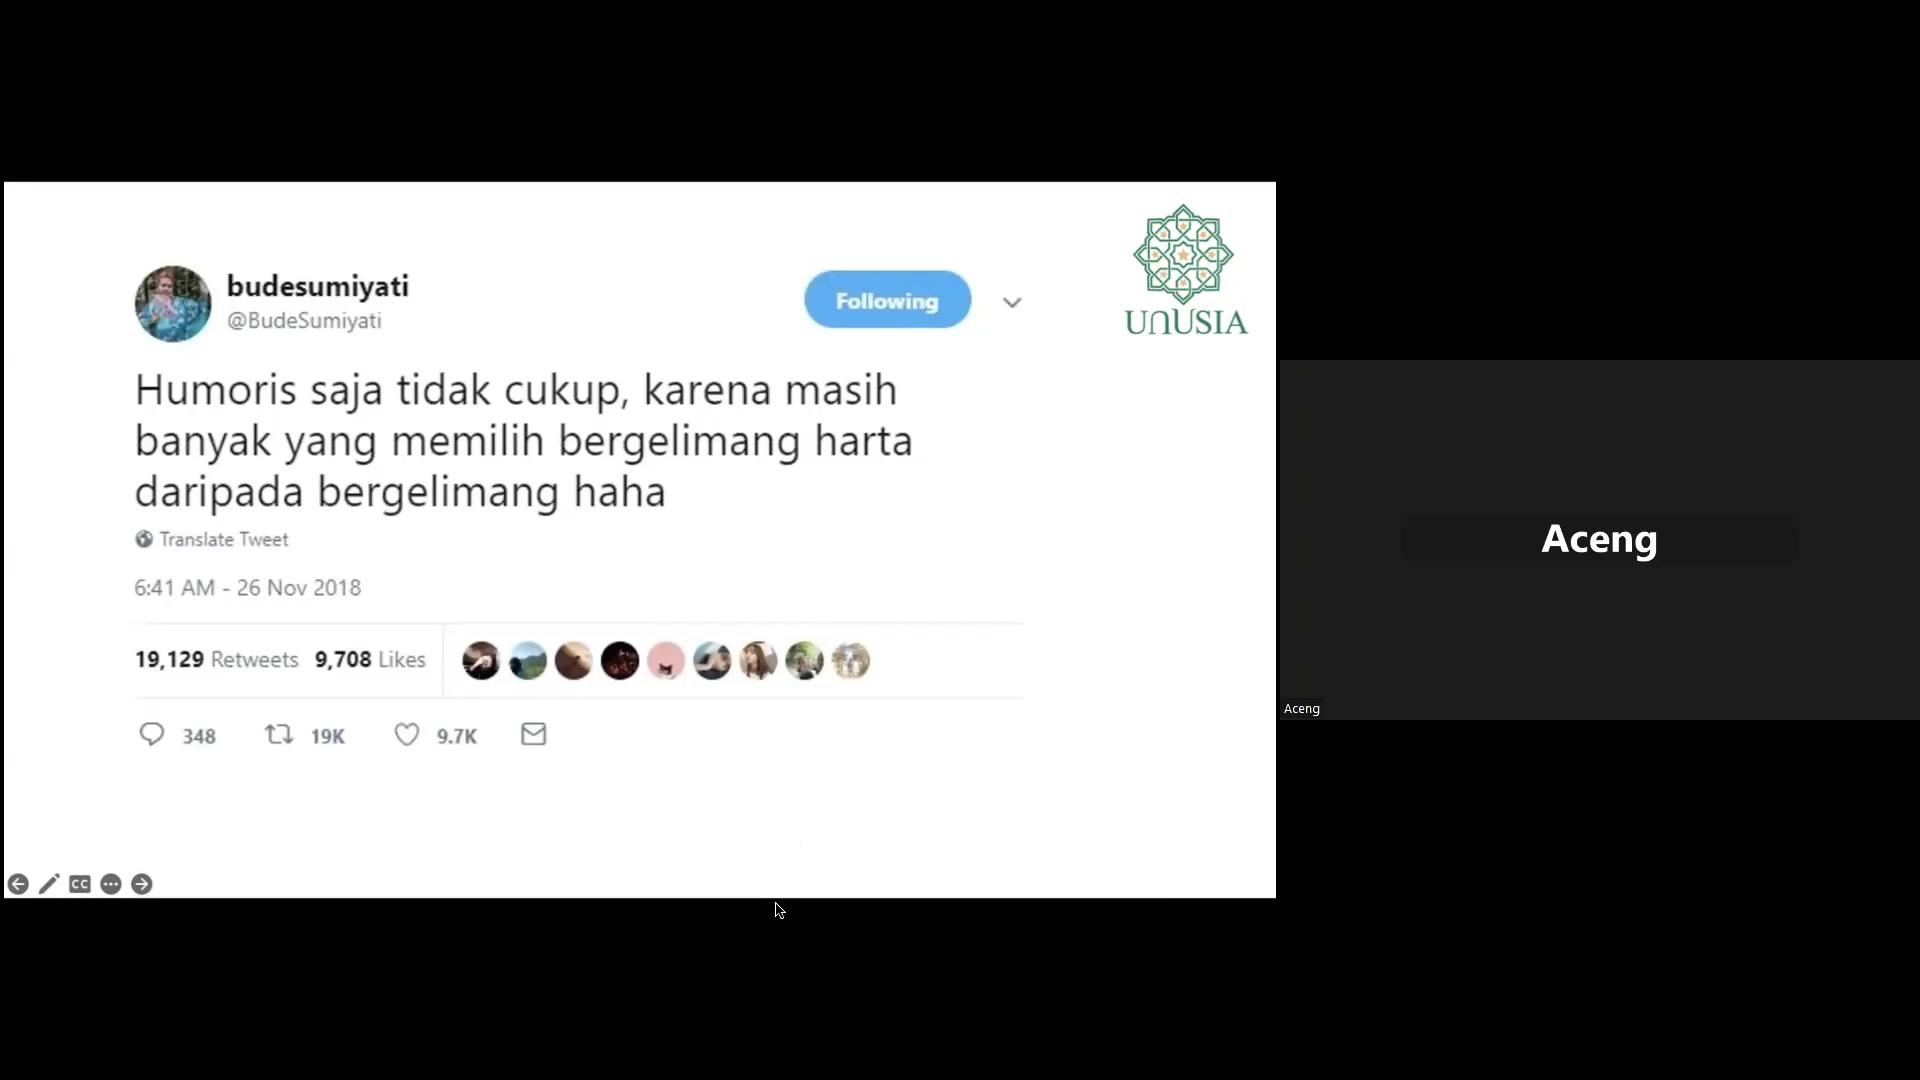 budesumiyati
@BudeSumiyati
Following
UNUSIA
Humoris saja tidak cukup, karena masih
banyak yang memilih bergelimang harta
daripada bergelimang haha
Translate Tweet
6:41 AM - 26 Nov 2018
19,129 Retweets 9,708 Likes
348 19K 9.7K
CC
Aceng
Aceng